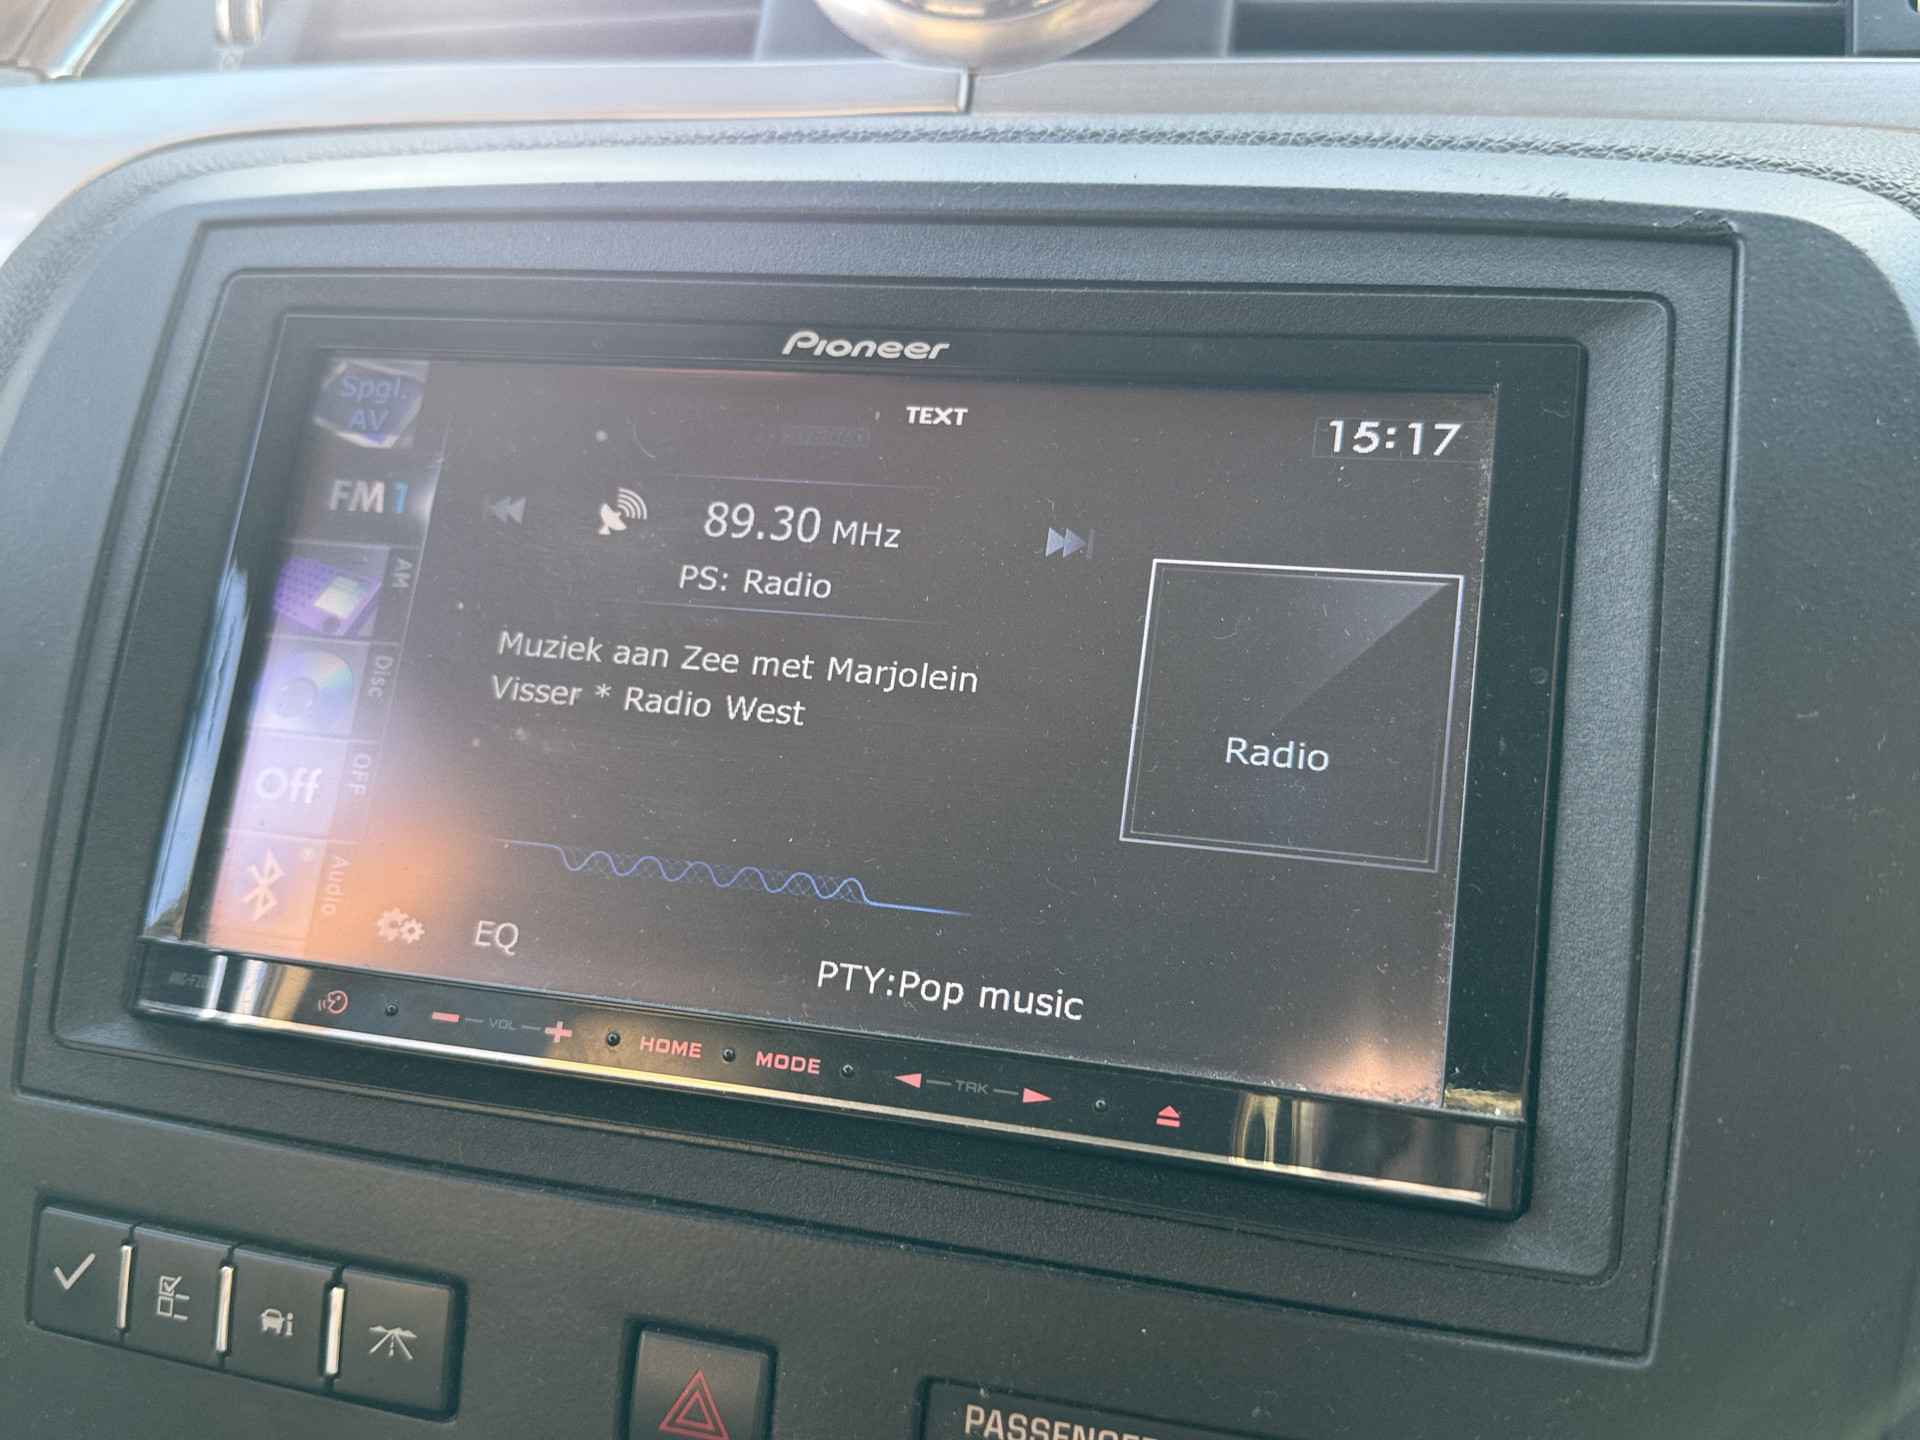 Pioneer
Spgl.
AV
TEXT
15:17
FM1
89.30 MHz
PS: Radio
AM
Muziek aan Zee met Marjolein
Visser * Radio West
Disc
Radio
Off
OFF
Audio
EQ
PTY:Pop music
VOL
HOME
MODE
TRK